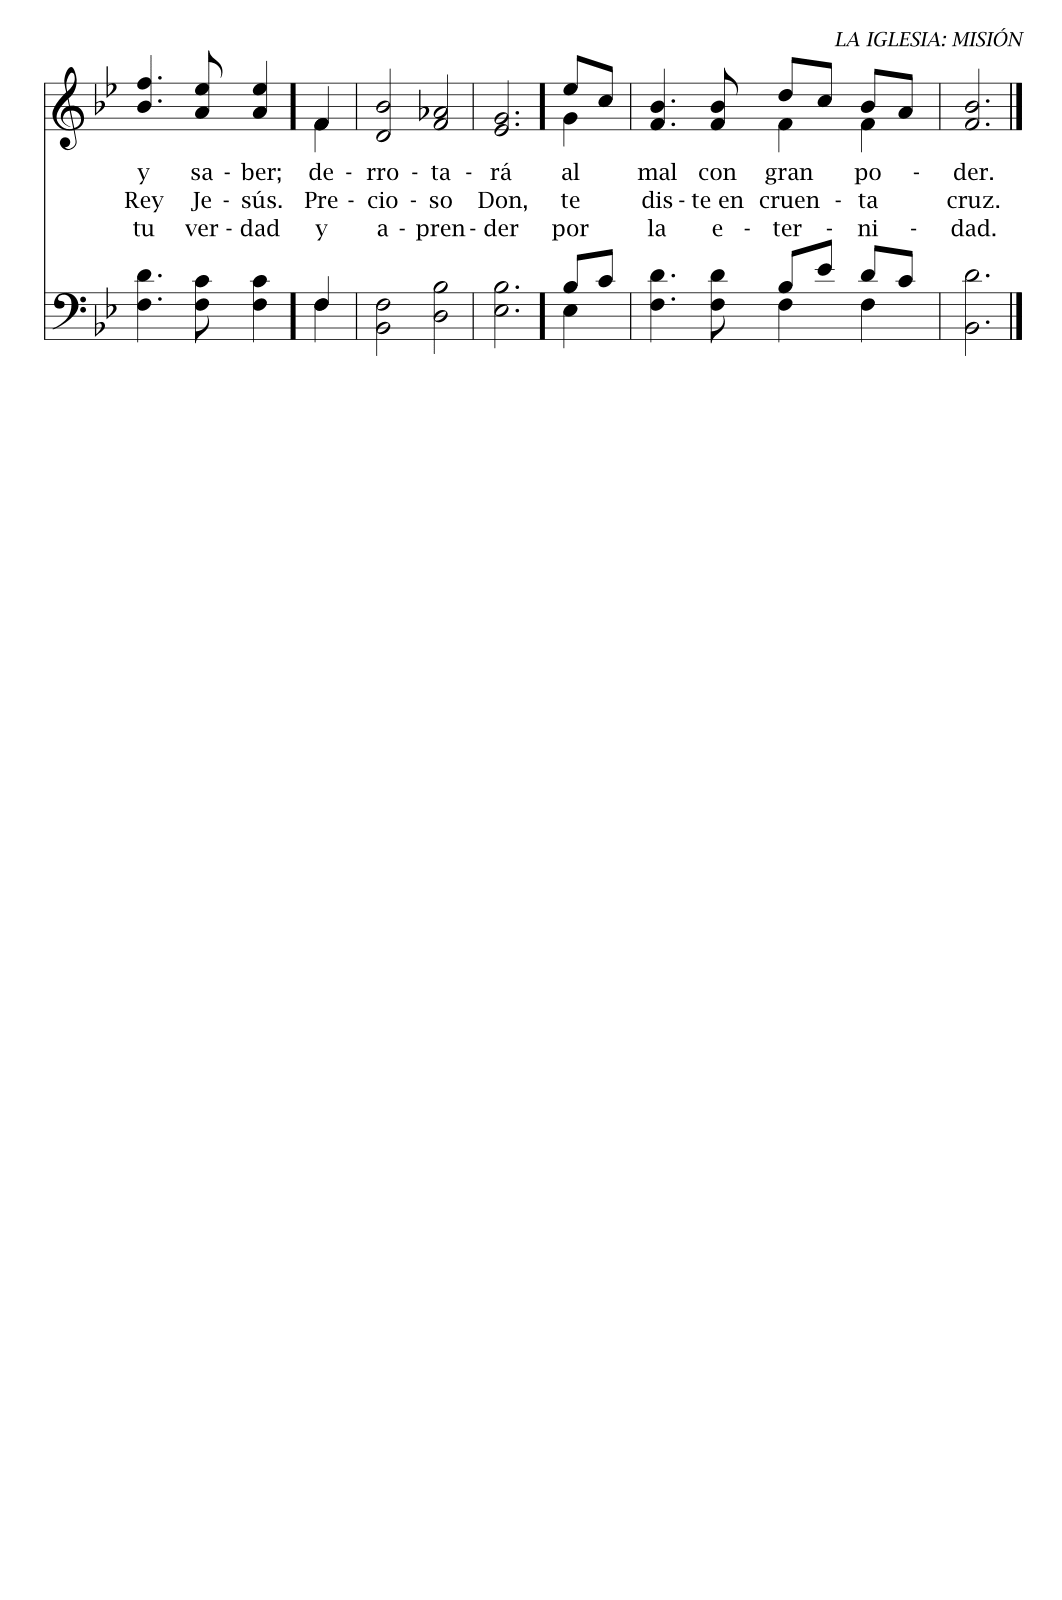 LA IGLESIA: MISIÓN
y sa - ber; de - rro - ta - rá al mal con gran po - der.
Rey Je - sús. Pre - cio - so Don, te dis - te en cruen - ta cruz.
tu ver - dad y a - pren - der por la e - ter - ni - dad.